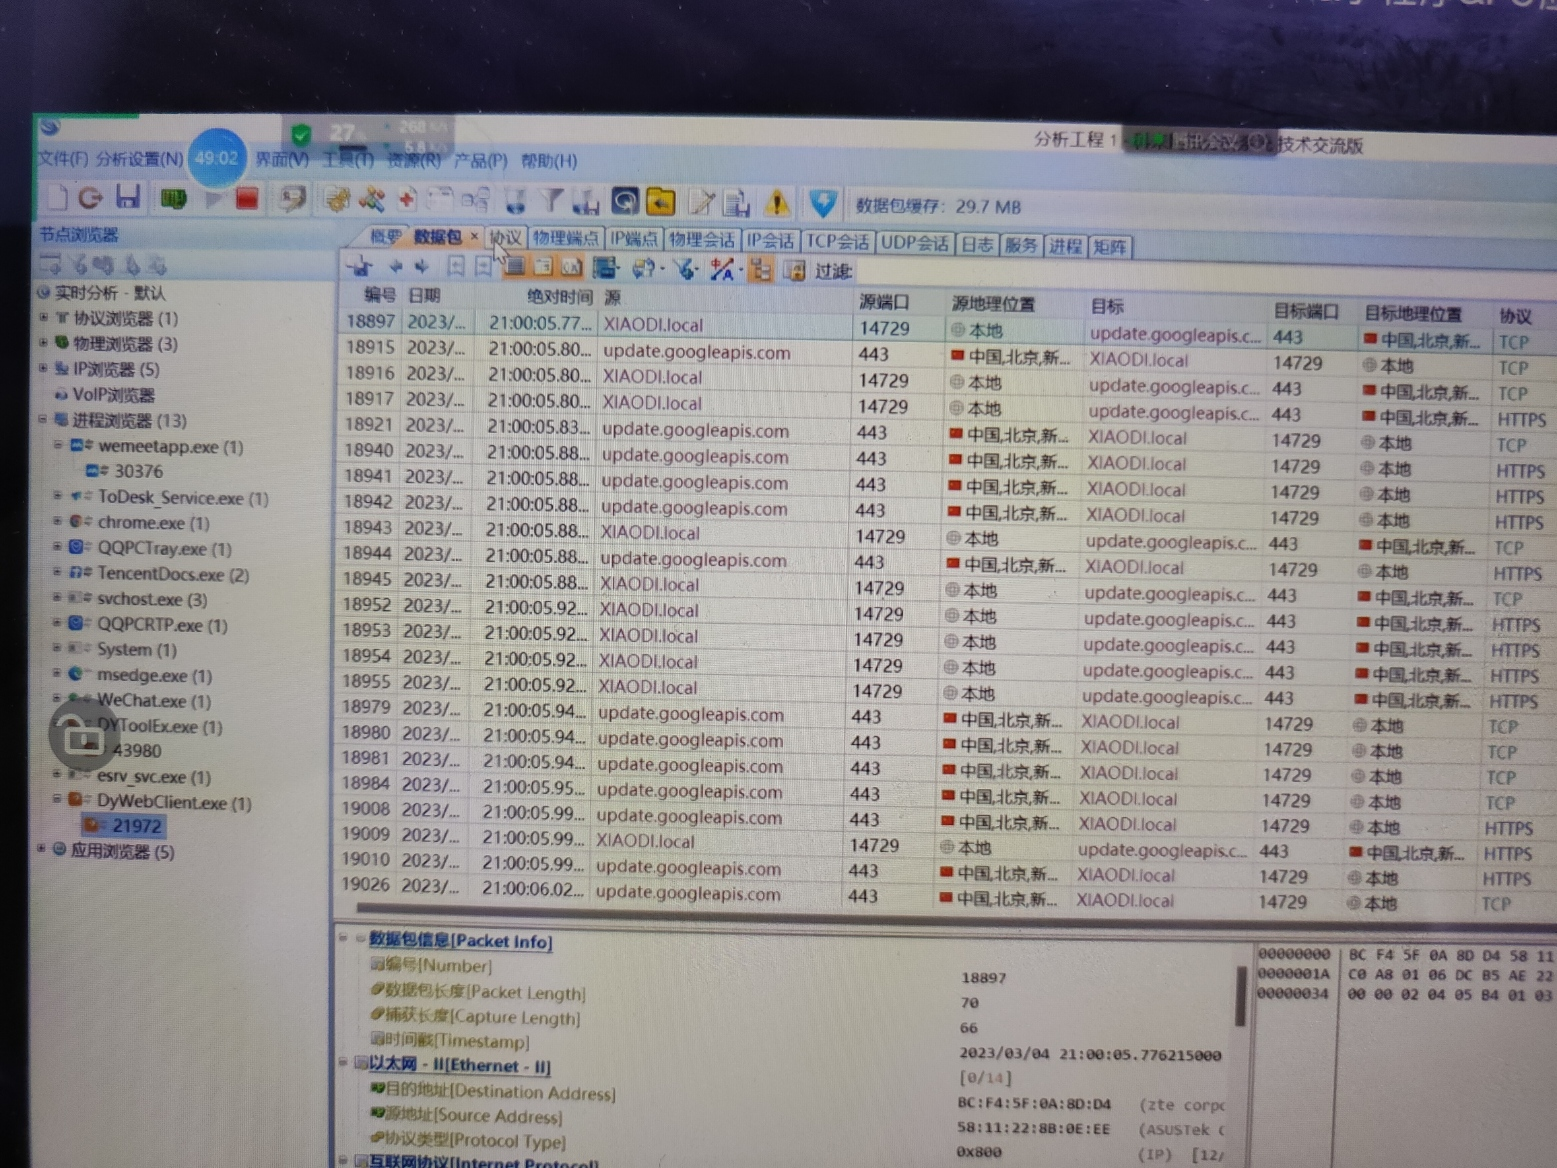 27%
260
5.8
49:02
分析工程 1
腾讯会议
技术交流版
文件(F) 分析设置(N) 界面(V) 工具(T) 资源(R) 产品(P) 帮助(H)
数据包缓存: 29.7 MB
节点浏览器
概要 数据包 × 协议 物理端点 IP端点 物理会话 IP会话 TCP会话 UDP会话 日志 服务 进程 矩阵
过滤:
实时分析 - 默认
协议浏览器 (1)
物理浏览器 (3)
IP浏览器 (5)
VoIP浏览器
进程浏览器 (13)
wemeetapp.exe (1)
30376
ToDesk_Service.exe (1)
chrome.exe (1)
QQPCTray.exe (1)
TencentDocs.exe (2)
svchost.exe (3)
QQPCRTP.exe (1)
System (1)
msedge.exe (1)
WeChat.exe (1)
DYToolEx.exe (1)
43980
esrv_svc.exe (1)
DyWebClient.exe (1)
21972
应用浏览器 (5)
编号 日期 绝对时间 源 源端口 源地理位置 目标 目标端口 目标地理位置 协议
18897 2023/... 21:00:05.77... XIAODI.local 14729 本地 update.googleapis.c... 443 中国,北京,新... TCP
18915 2023/... 21:00:05.80... update.googleapis.com 443 中国,北京,新... XIAODI.local 14729 本地 TCP
18916 2023/... 21:00:05.80... XIAODI.local 14729 本地 update.googleapis.c... 443 中国,北京,新... TCP
18917 2023/... 21:00:05.80... XIAODI.local 14729 本地 update.googleapis.c... 443 中国,北京,新... HTTPS
18921 2023/... 21:00:05.83... update.googleapis.com 443 中国,北京,新... XIAODI.local 14729 本地 TCP
18940 2023/... 21:00:05.88... update.googleapis.com 443 中国,北京,新... XIAODI.local 14729 本地 HTTPS
18941 2023/... 21:00:05.88... update.googleapis.com 443 中国,北京,新... XIAODI.local 14729 本地 HTTPS
18942 2023/... 21:00:05.88... update.googleapis.com 443 中国,北京,新... XIAODI.local 14729 本地 HTTPS
18943 2023/... 21:00:05.88... XIAODI.local 14729 本地 update.googleapis.c... 443 中国,北京,新... TCP
18944 2023/... 21:00:05.88... update.googleapis.com 443 中国,北京,新... XIAODI.local 14729 本地 HTTPS
18945 2023/... 21:00:05.88... XIAODI.local 14729 本地 update.googleapis.c... 443 中国,北京,新... TCP
18952 2023/... 21:00:05.92... XIAODI.local 14729 本地 update.googleapis.c... 443 中国,北京,新... HTTPS
18953 2023/... 21:00:05.92... XIAODI.local 14729 本地 update.googleapis.c... 443 中国,北京,新... HTTPS
18954 2023/... 21:00:05.92... XIAODI.local 14729 本地 update.googleapis.c... 443 中国,北京,新... HTTPS
18955 2023/... 21:00:05.92... XIAODI.local 14729 本地 update.googleapis.c... 443 中国,北京,新... HTTPS
18979 2023/... 21:00:05.94... update.googleapis.com 443 中国,北京,新... XIAODI.local 14729 本地 TCP
18980 2023/... 21:00:05.94... update.googleapis.com 443 中国,北京,新... XIAODI.local 14729 本地 TCP
18981 2023/... 21:00:05.94... update.googleapis.com 443 中国,北京,新... XIAODI.local 14729 本地 TCP
18984 2023/... 21:00:05.95... update.googleapis.com 443 中国,北京,新... XIAODI.local 14729 本地 TCP
19008 2023/... 21:00:05.99... update.googleapis.com 443 中国,北京,新... XIAODI.local 14729 本地 HTTPS
19009 2023/... 21:00:05.99... XIAODI.local 14729 本地 update.googleapis.c... 443 中国,北京,新... HTTPS
19010 2023/... 21:00:05.99... update.googleapis.com 443 中国,北京,新... XIAODI.local 14729 本地 HTTPS
19026 2023/... 21:00:06.02... update.googleapis.com 443 中国,北京,新... XIAODI.local 14729 本地 TCP
数据包信息[Packet Info]
编号[Number] 18897
数据包长度[Packet Length] 70
捕获长度[Capture Length] 66
时间戳[Timestamp] 2023/03/04 21:00:05.776215000
以太网 - II[Ethernet - II] [0/14]
目的地址[Destination Address] BC:F4:5F:0A:8D:D4 (zte corpc
源地址[Source Address] 58:11:22:8B:0E:EE (ASUSTek C
协议类型[Protocol Type] 0x800 (IP) [12/
互联网协议[Internet Protocol]
00000000 BC F4 5F 0A 8D D4 58 11
0000001A C0 A8 01 06 DC B5 AE 22
00000034 00 00 02 04 05 B4 01 03